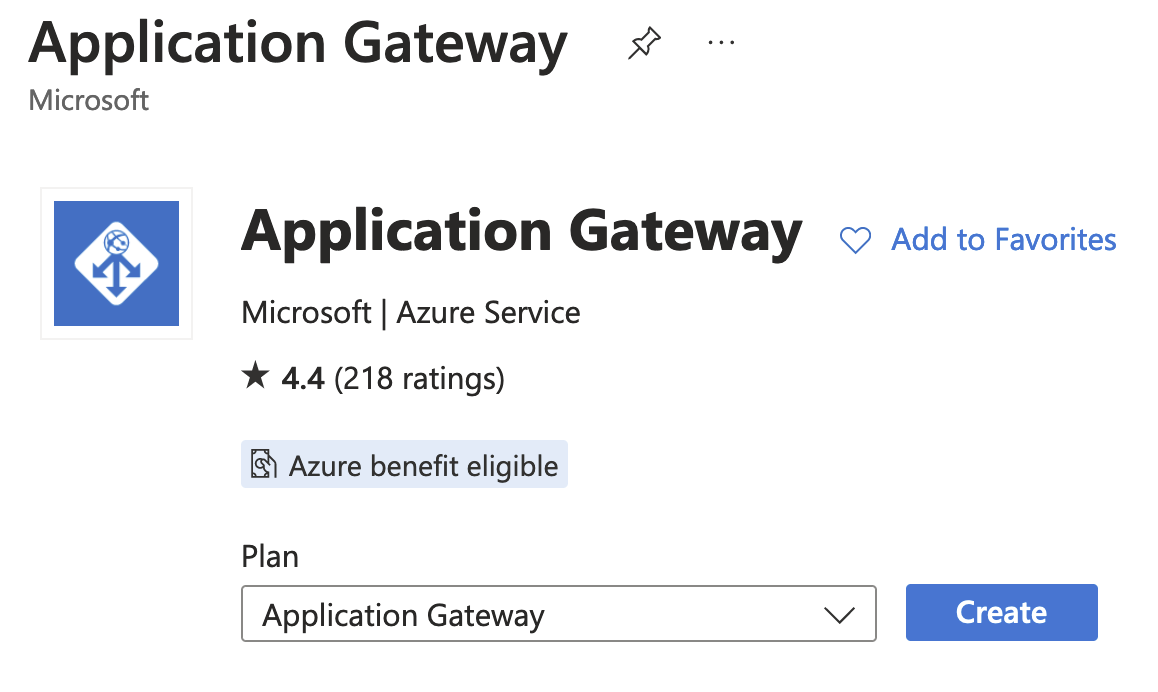 Application Gateway ...
Microsoft
Application Gateway Add to Favorites
Microsoft | Azure Service
★ 4.4 (218 ratings)
Azure benefit eligible
Plan
Application Gateway Create